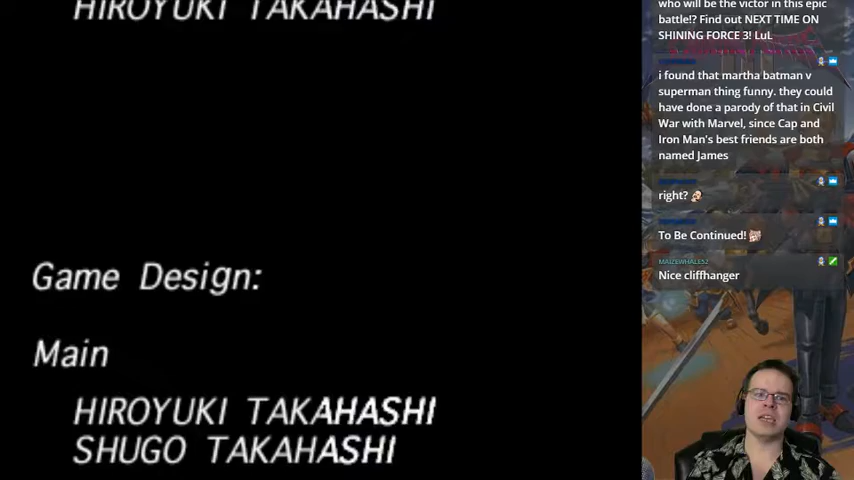 HIROYUKI TAKAHASHI
Game Design:
Main
HIROYUKI TAKAHASHI
SHUGO TAKAHASHI
who will be the victor in this epic
battle!? Find out NEXT TIME ON
SHINING FORCE 3! LuL
i found that martha batman v
superman thing funny. they could
have done a parody of that in Civil
War with Marvel, since Cap and
Iron Man's best friends are both
named James
right?
To Be Continued!
MAIZEWHALE52
Nice cliffhanger